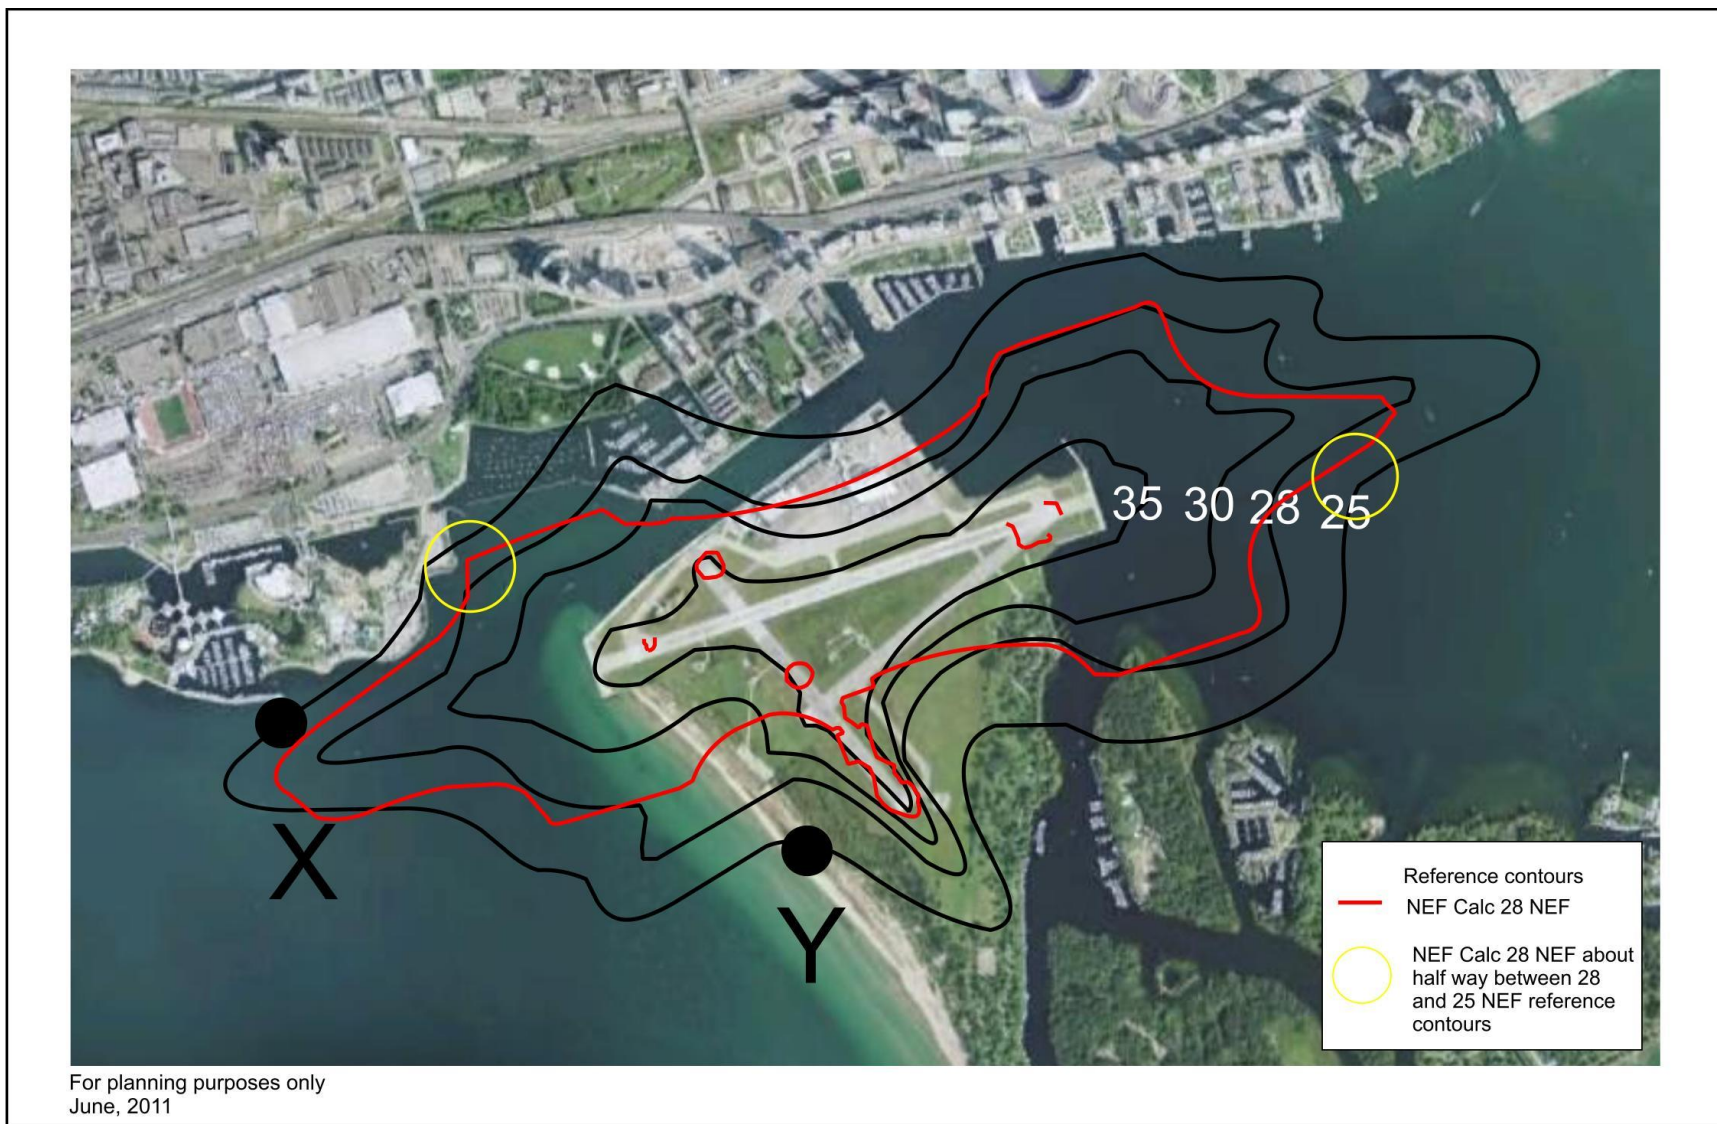 35 30 28 25
X
Y
Reference contours
NEF Calc 28 NEF
NEF Calc 28 NEF about
half way between 28
and 25 NEF reference
contours
For planning purposes only
June, 2011